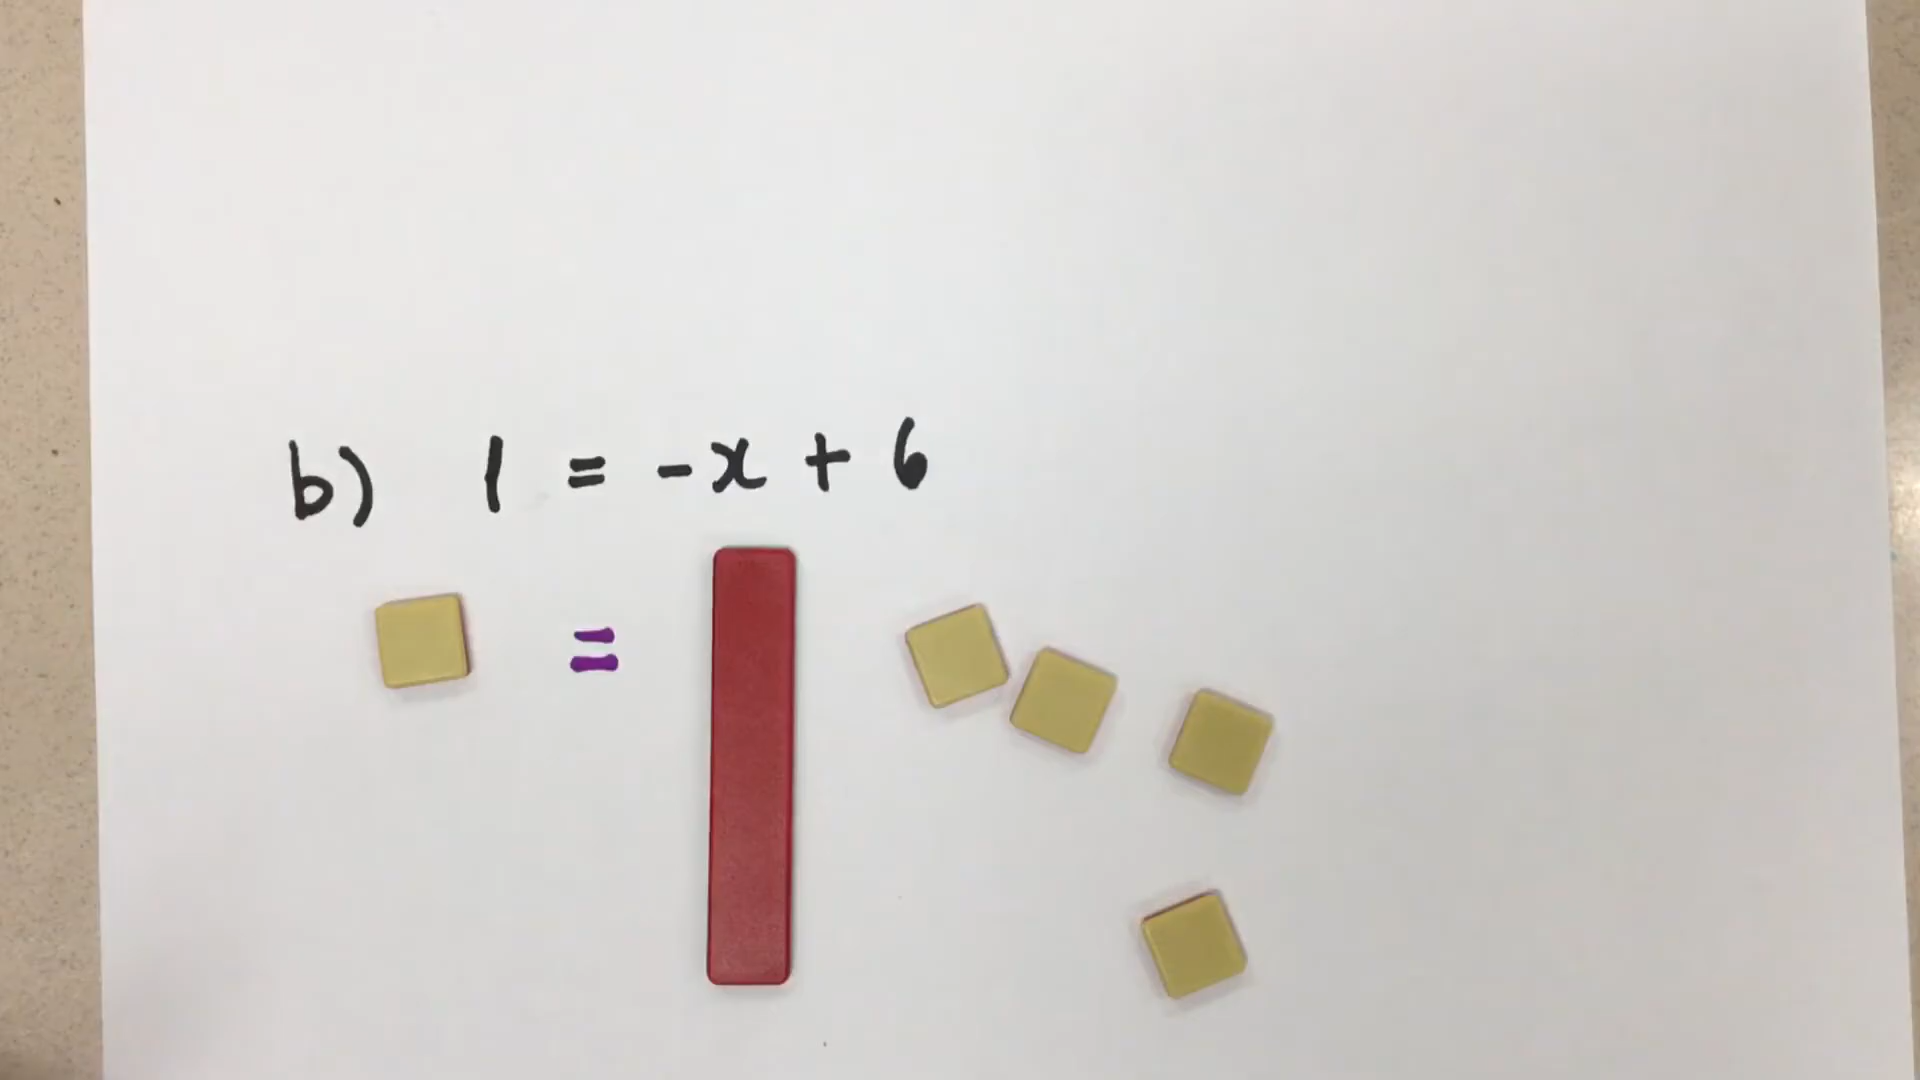 b) 1 = -x + 6
=